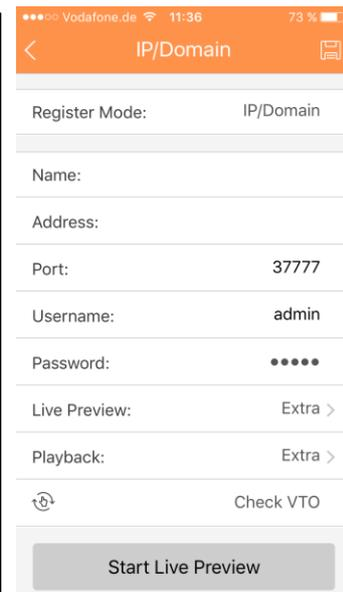 Vodafone.de 11:36 73 %
IP/Domain
Register Mode: IP/Domain
Name:
Address:
Port: 37777
Username: admin
Password: •••••
Live Preview: Extra
Playback: Extra
Check VTO
Start Live Preview